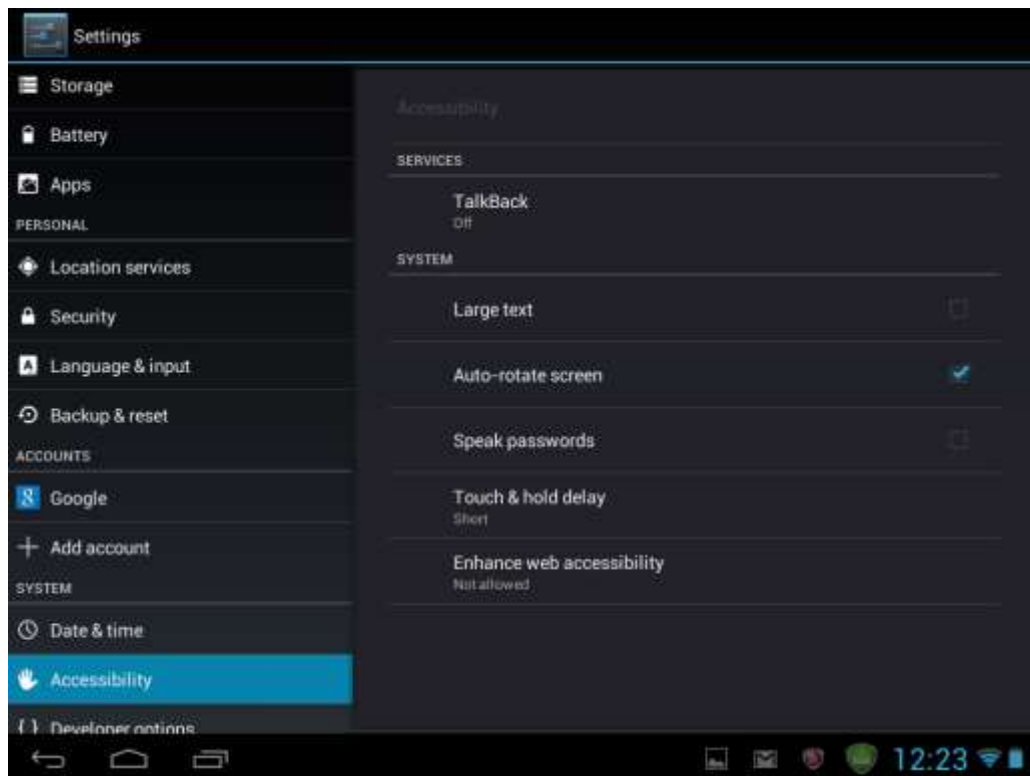 Settings
Storage
Battery
Apps
PERSONAL
Location services
Security
Language & input
Backup & reset
ACCOUNTS
Google
Add account
SYSTEM
Date & time
Accessibility
Developer options
Accessibility
SERVICES
TalkBack
Off
SYSTEM
Large text
Auto-rotate screen
Speak passwords
Touch & hold delay
Short
Enhance web accessibility
Not allowed
12:23